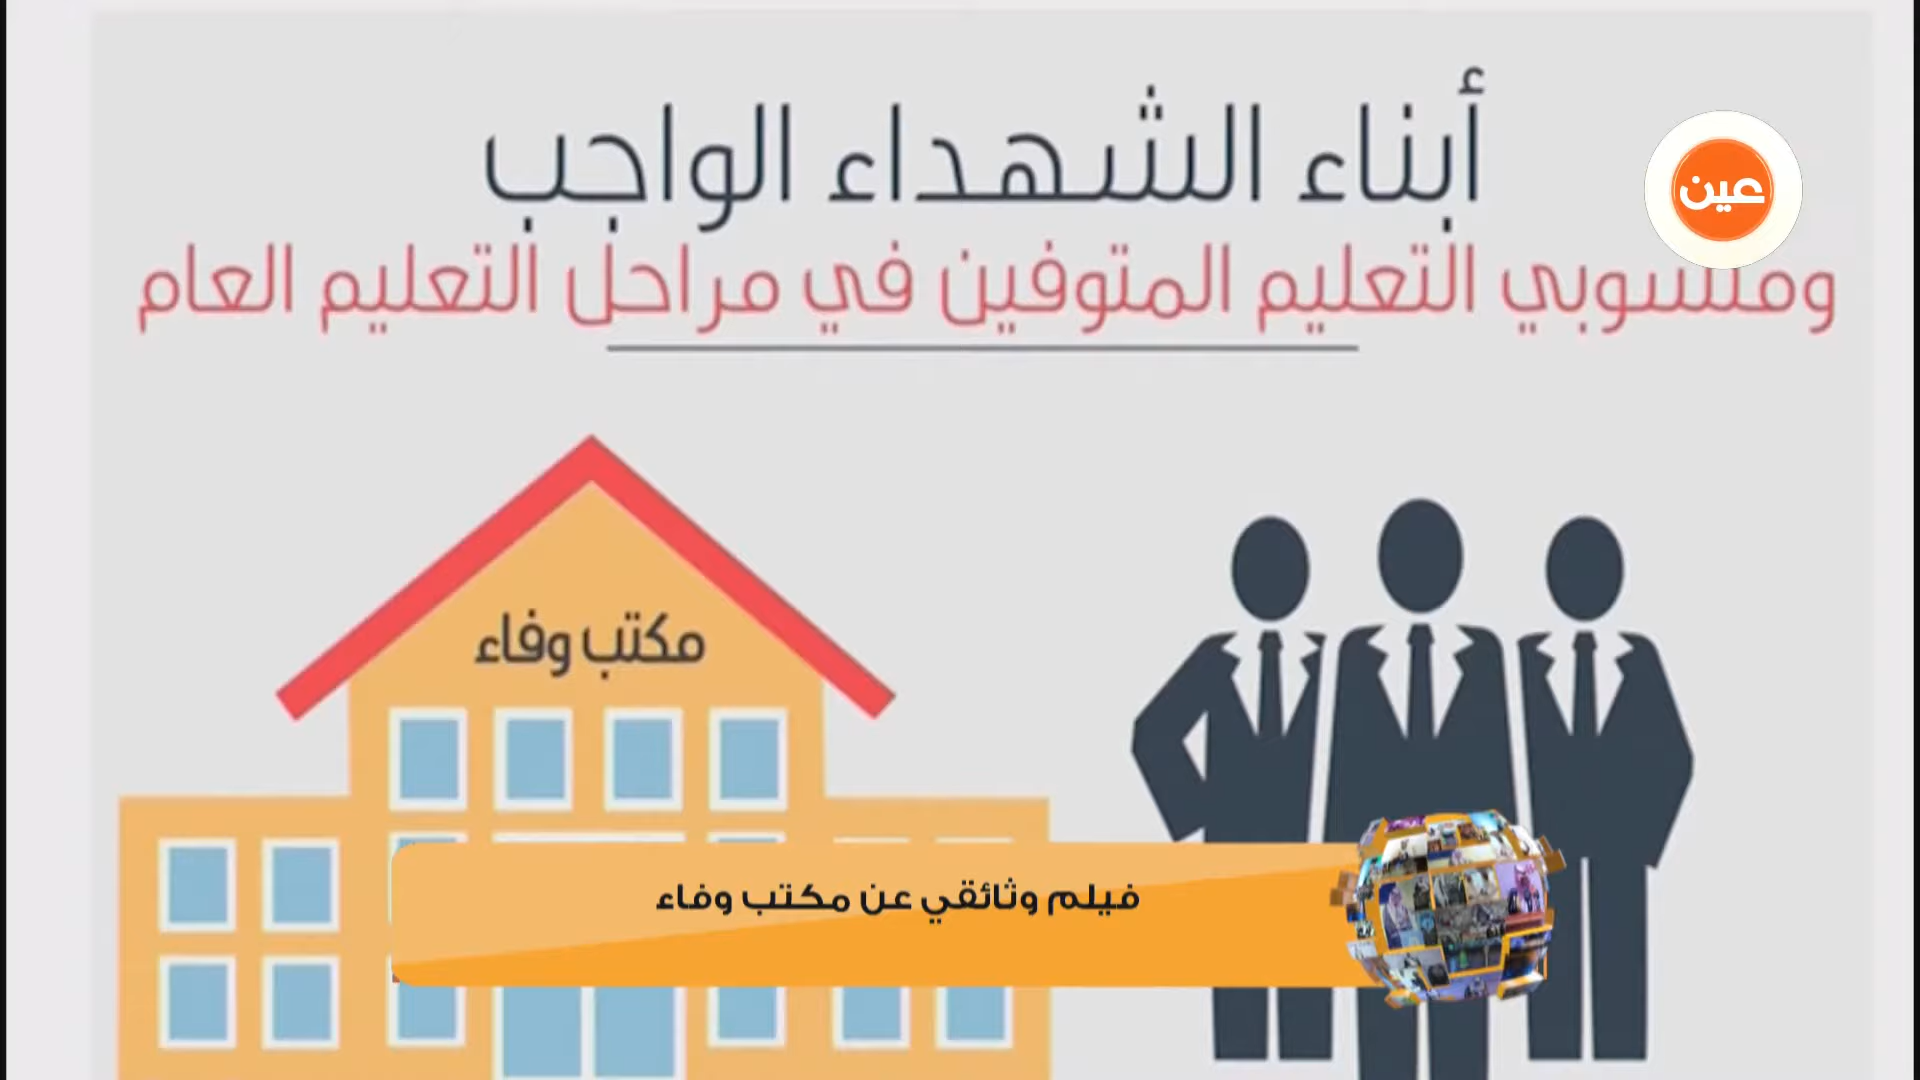 أبناء الشهداء الواجب
عين
ومنسوبي التعليم المتوفين في مراحل التعليم العام
مكتب وفاء
فيلم وثائقي عن مكتب وفاء